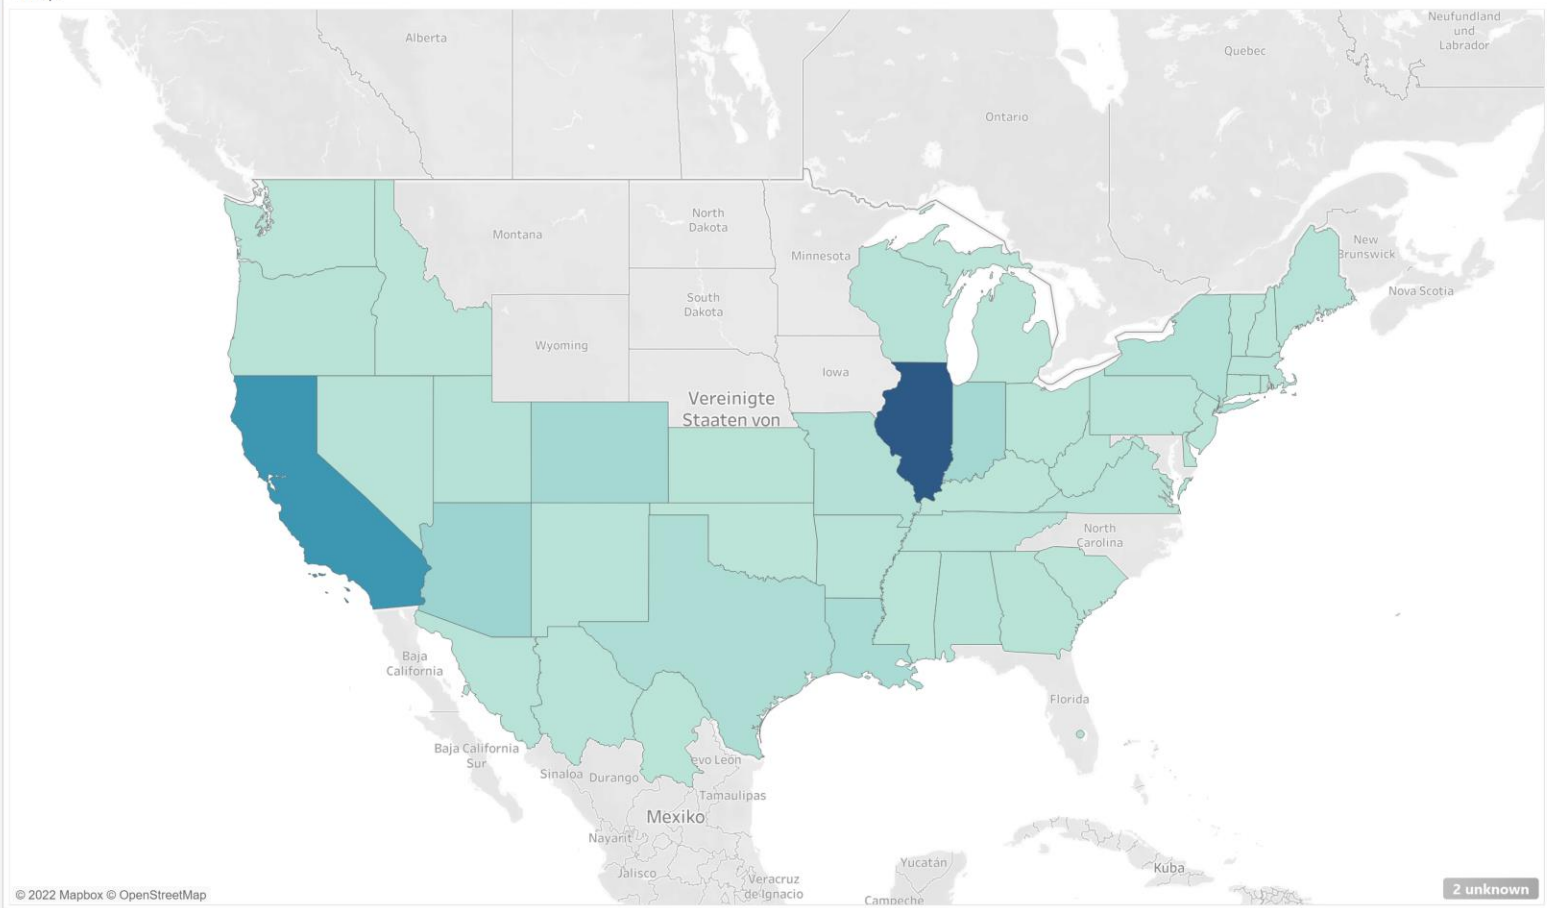 Neufundland
und
Labrador
Alberta
Quebec
Ontario
North
Dakota
Montana
Minnesota
New
Brunswick
Nova Scotia
South
Dakota
Wyoming
Iowa
Vereinigte
Staaten von
North
Carolina
Baja
California
Florida
Baja California
Sur
evo León
Sinaloa
Durango
Tamaulipas
Mexiko
Nayarit
Yucatán
Kuba
Jalisco
Veracruz
de Ignacio
Campeche
© 2022 Mapbox © OpenStreetMap
2 unknown